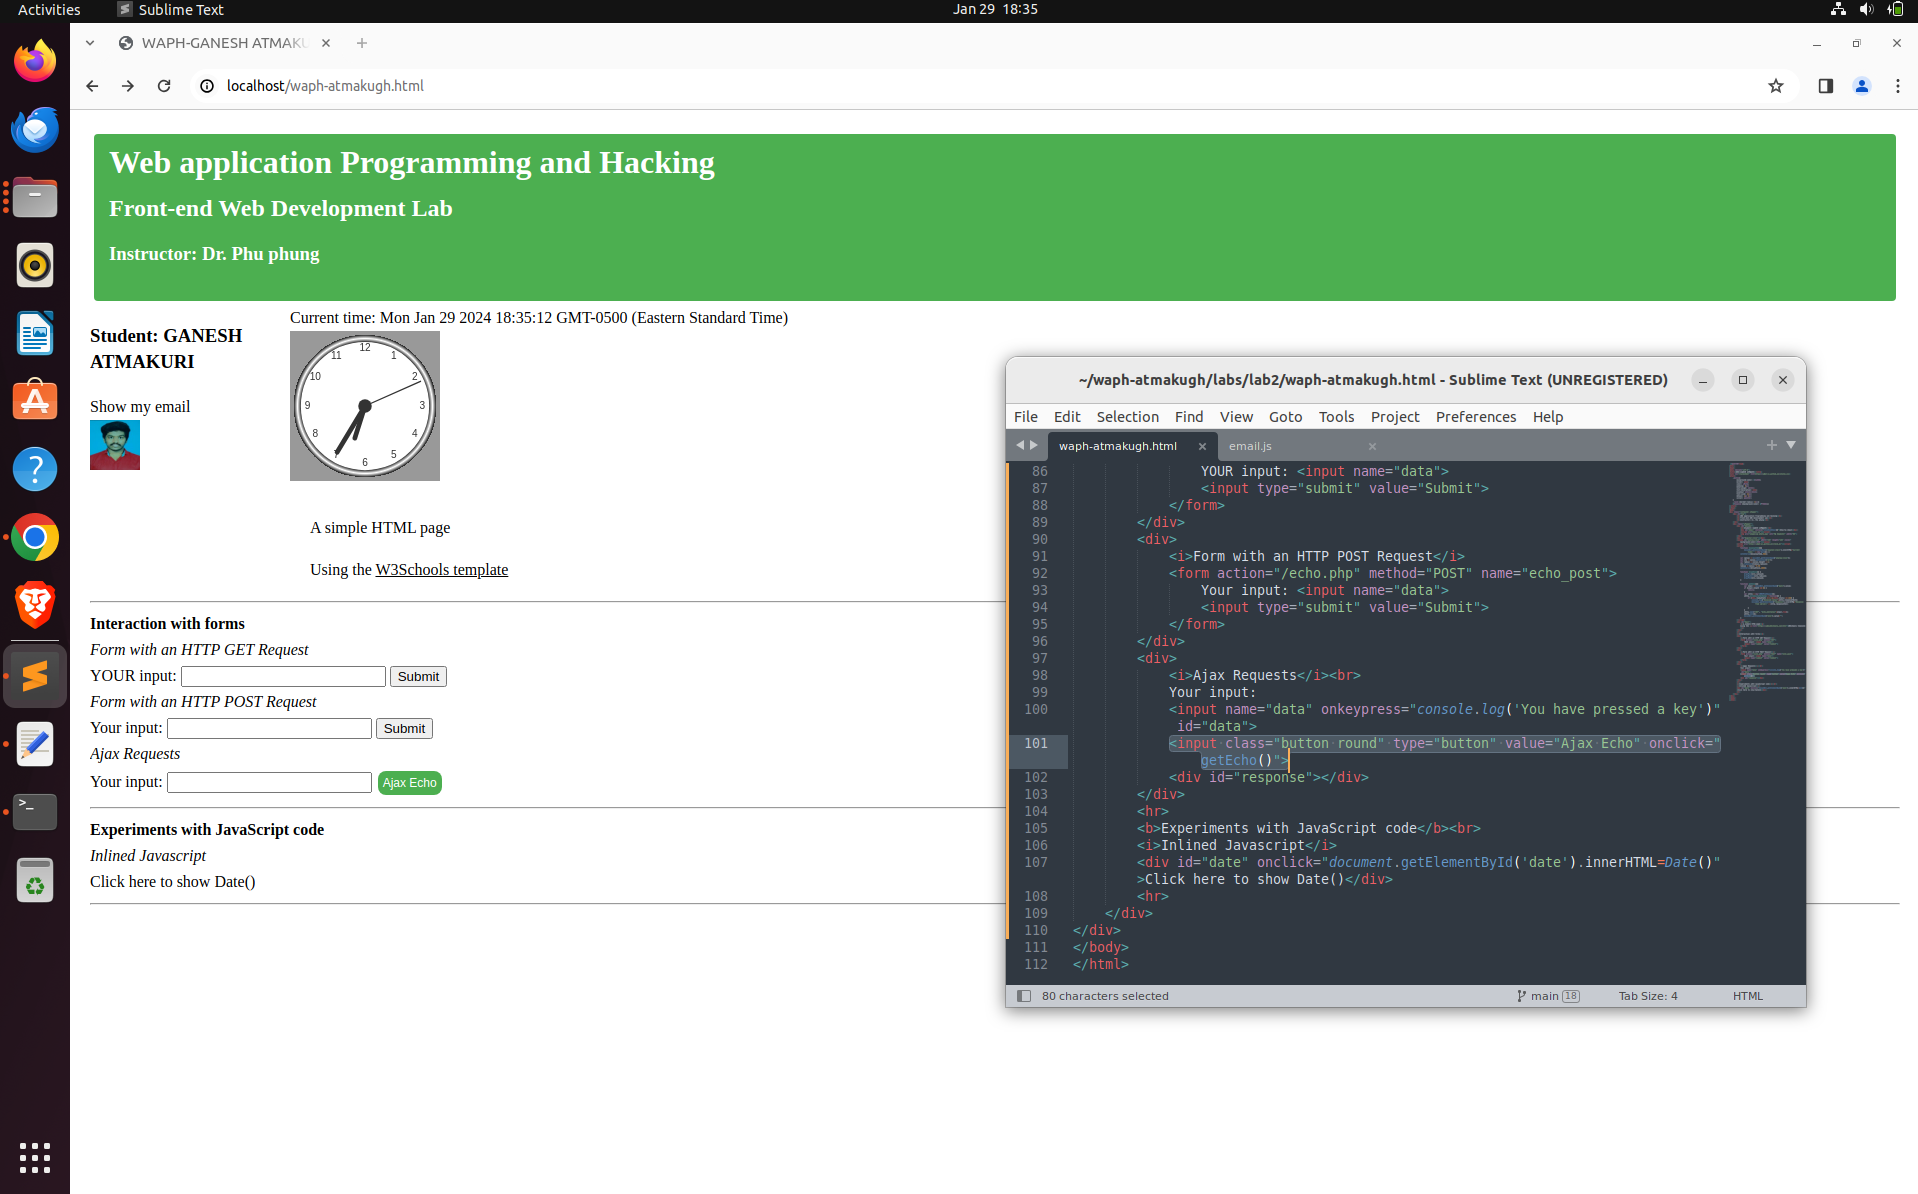 Activities
Sublime Text
Jan 29 18:35
WAPH-GANESH ATMAKU
localhost/waph-atmakugh.html
Web application Programming and Hacking
Front-end Web Development Lab
Instructor: Dr. Phu phung
Student: GANESH
ATMAKURI
Show my email
Current time: Mon Jan 29 2024 18:35:12 GMT-0500 (Eastern Standard Time)
12
1
2
3
4
5
6
7
8
9
10
11
A simple HTML page
Using the W3Schools template
Interaction with forms
Form with an HTTP GET Request
YOUR input: Submit
Form with an HTTP POST Request
Your input: Submit
Ajax Requests
Your input: Ajax Echo
Experiments with JavaScript code
Inlined Javascript
Click here to show Date()
~/waph-atmakugh/labs/lab2/waph-atmakugh.html - Sublime Text (UNREGISTERED)
File Edit Selection Find View Goto Tools Project Preferences Help
waph-atmakugh.html
email.js
86 YOUR input: <input name="data">
87 <input type="submit" value="Submit">
88 </form>
89 </div>
90 <div>
91 <i>Form with an HTTP POST Request</i>
92 <form action="/echo.php" method="POST" name="echo_post">
93 Your input: <input name="data">
94 <input type="submit" value="Submit">
95 </form>
96 </div>
97 <div>
98 <i>Ajax Requests</i><br>
99 Your input:
100 <input name="data" onkeypress="console.log('You have pressed a key')"
id="data">
101 <input class="button round" type="button" value="Ajax Echo" onclick="
getEcho()">
102 <div id="response"></div>
103 </div>
104 <hr>
105 <b>Experiments with JavaScript code</b><br>
106 <i>Inlined Javascript</i>
107 <div id="date" onclick="document.getElementById('date').innerHTML=Date()"
>Click here to show Date()</div>
108 <hr>
109 </div>
110 </div>
111 </body>
112 </html>
80 characters selected
main 18
Tab Size: 4
HTML